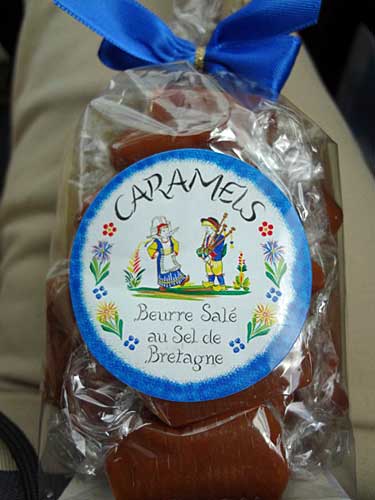 CARAMELS
Beurre Salé
au Sel de
Bretagne